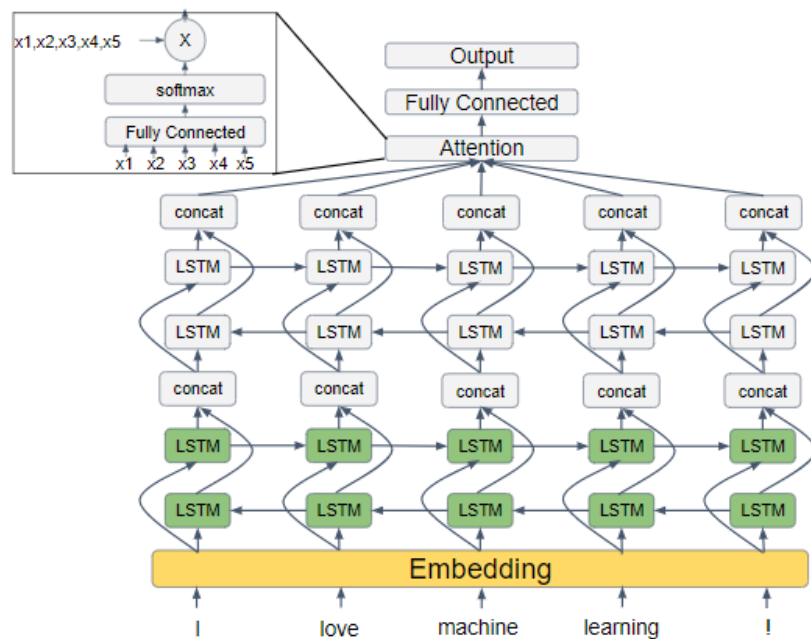 x1,x2,x3,x4,x5
X
softmax
Fully Connected
x1 x2 x3 x4 x5
Output
Fully Connected
Attention
concat concat concat concat concat
LSTM LSTM LSTM LSTM LSTM
LSTM LSTM LSTM LSTM LSTM
concat concat concat concat concat
LSTM LSTM LSTM LSTM LSTM
LSTM LSTM LSTM LSTM LSTM
Embedding
I love machine learning !